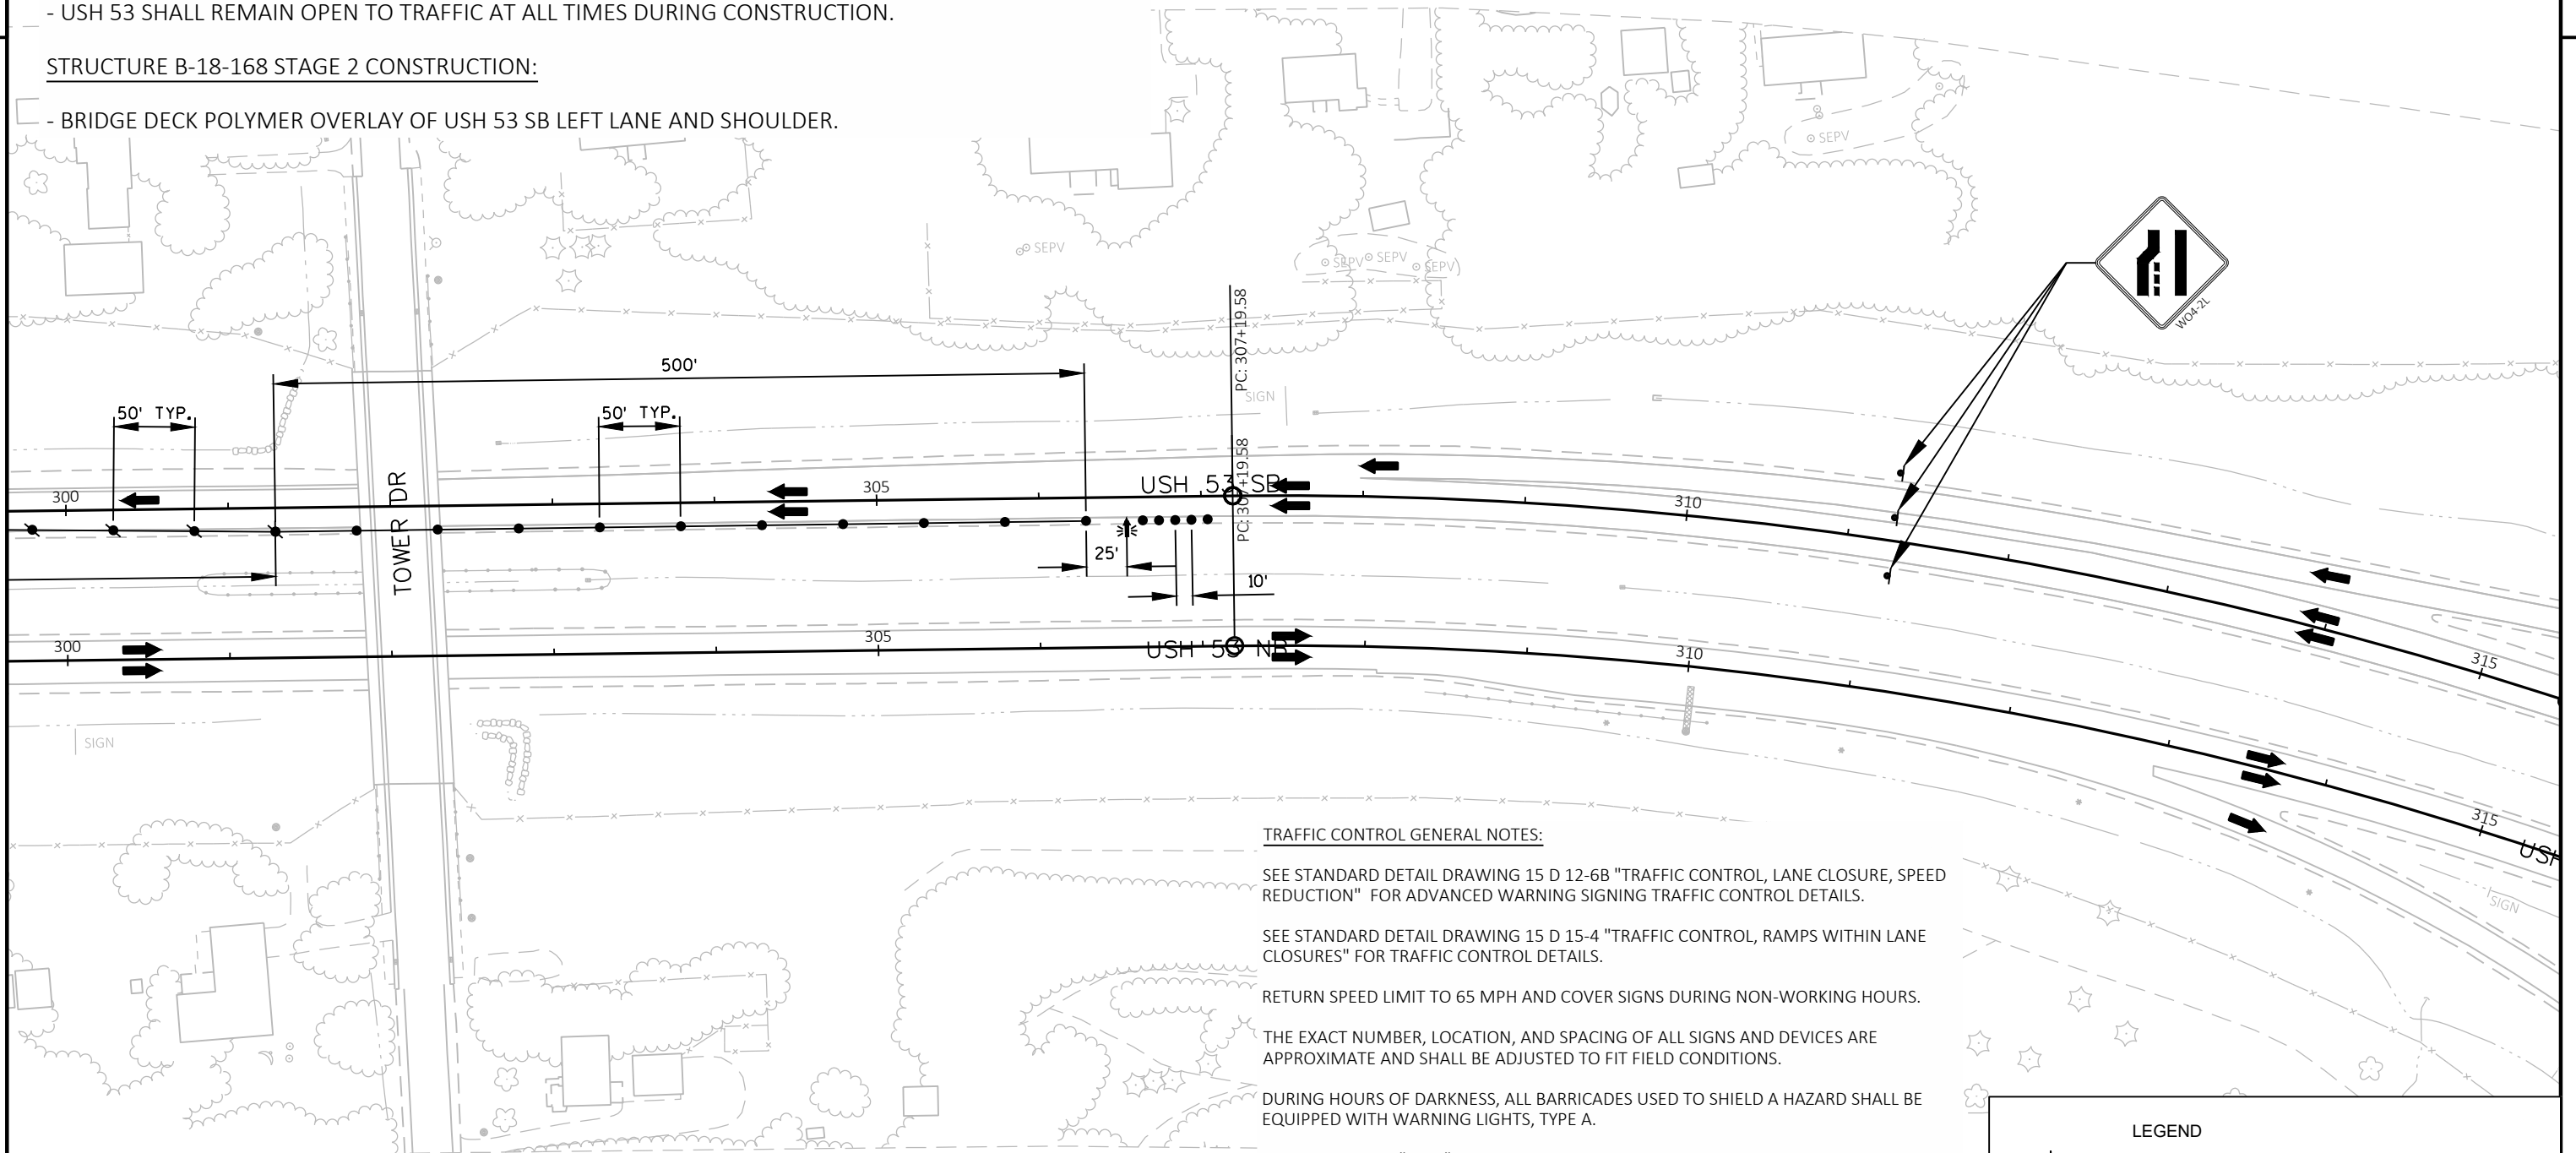 - USH 53 SHALL REMAIN OPEN TO TRAFFIC AT ALL TIMES DURING CONSTRUCTION.
STRUCTURE B-18-168 STAGE 2 CONSTRUCTION:
- BRIDGE DECK POLYMER OVERLAY OF USH 53 SB LEFT LANE AND SHOULDER.
SEPV
SEPV
SEPV
SEPV
SEPV
WO4-2L
PC: 307+19.58
500'
SIGN
50' TYP.
50' TYP.
PC: 307+19.58
TOWER DR
300
305
USH 53 SB
310
25'
10'
300
305
USH 53 NB
310
315
SIGN
315
USH
SIGN
TRAFFIC CONTROL GENERAL NOTES:
SEE STANDARD DETAIL DRAWING 15 D 12-6B "TRAFFIC CONTROL, LANE CLOSURE, SPEED
REDUCTION" FOR ADVANCED WARNING SIGNING TRAFFIC CONTROL DETAILS.
SEE STANDARD DETAIL DRAWING 15 D 15-4 "TRAFFIC CONTROL, RAMPS WITHIN LANE
CLOSURES" FOR TRAFFIC CONTROL DETAILS.
RETURN SPEED LIMIT TO 65 MPH AND COVER SIGNS DURING NON-WORKING HOURS.
THE EXACT NUMBER, LOCATION, AND SPACING OF ALL SIGNS AND DEVICES ARE
APPROXIMATE AND SHALL BE ADJUSTED TO FIT FIELD CONDITIONS.
DURING HOURS OF DARKNESS, ALL BARRICADES USED TO SHIELD A HAZARD SHALL BE
EQUIPPED WITH WARNING LIGHTS, TYPE A.
LEGEND